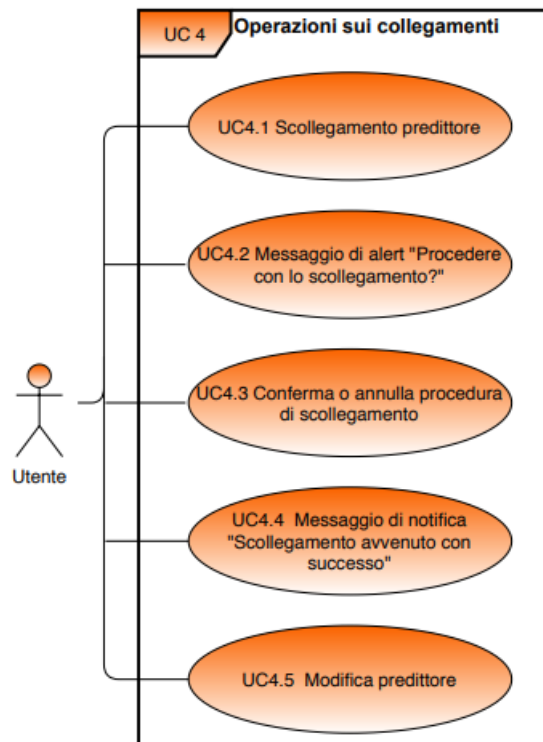 UC 4
Operazioni sui collegamenti
UC4.1 Scollegamento predittore
UC4.2 Messaggio di alert "Procedere
con lo scollegamento?"
UC4.3 Conferma o annulla procedura
di scollegamento
Utente
UC4.4 Messaggio di notifica
"Scollegamento avvenuto con
successo"
UC4.5 Modifica predittore